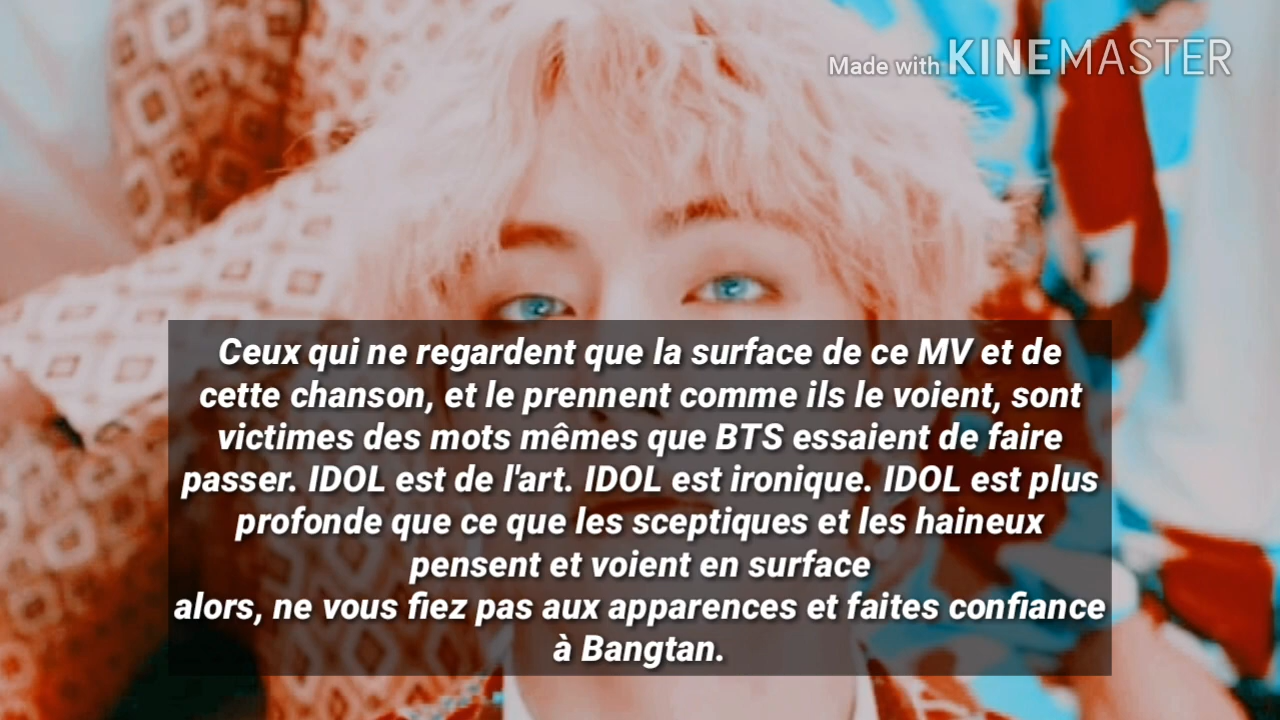 Made with KINEMASTER
Ceux qui ne regardent que la surface de ce MV et de
cette chanson, et le prennent comme ils le voient, sont
victimes des mots mêmes que BTS essaient de faire
passer. IDOL est de l'art. IDOL est ironique. IDOL est plus
profonde que ce que les sceptiques et les haineux
pensent et voient en surface
alors, ne vous fiez pas aux apparences et faites confiance
à Bangtan.